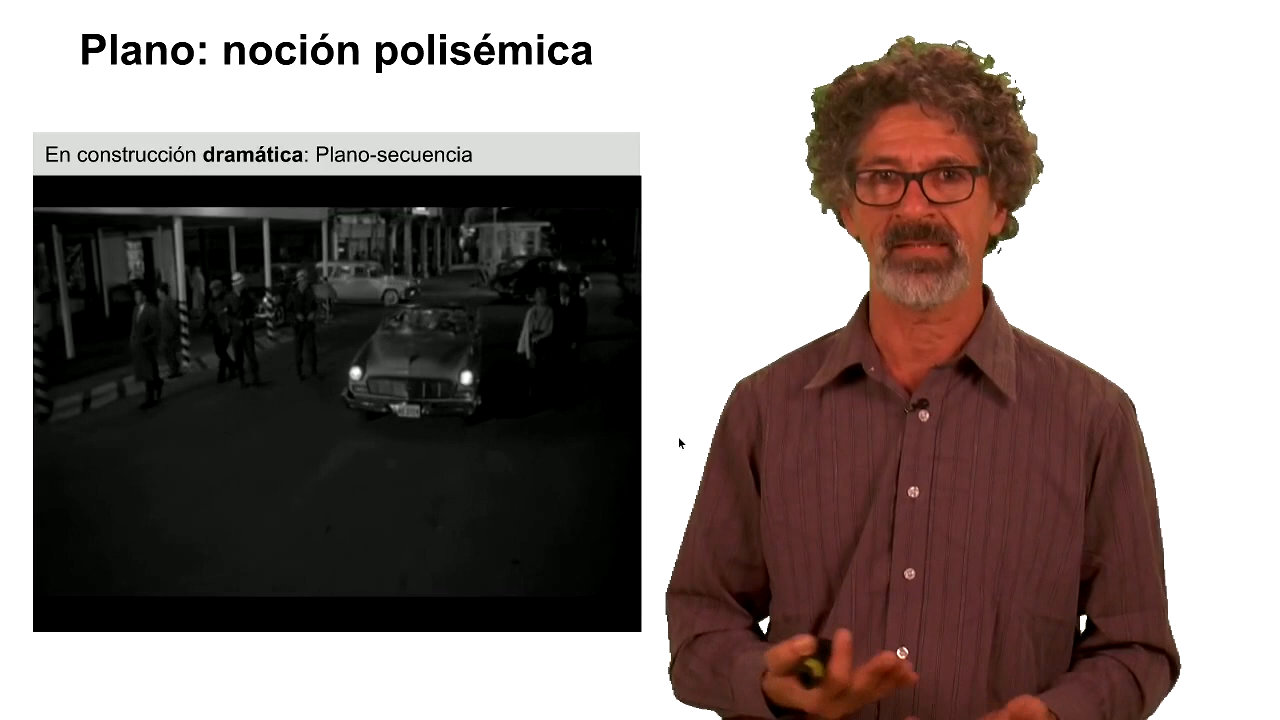 Plano: noción polisémica
En construcción dramática: Plano-secuencia